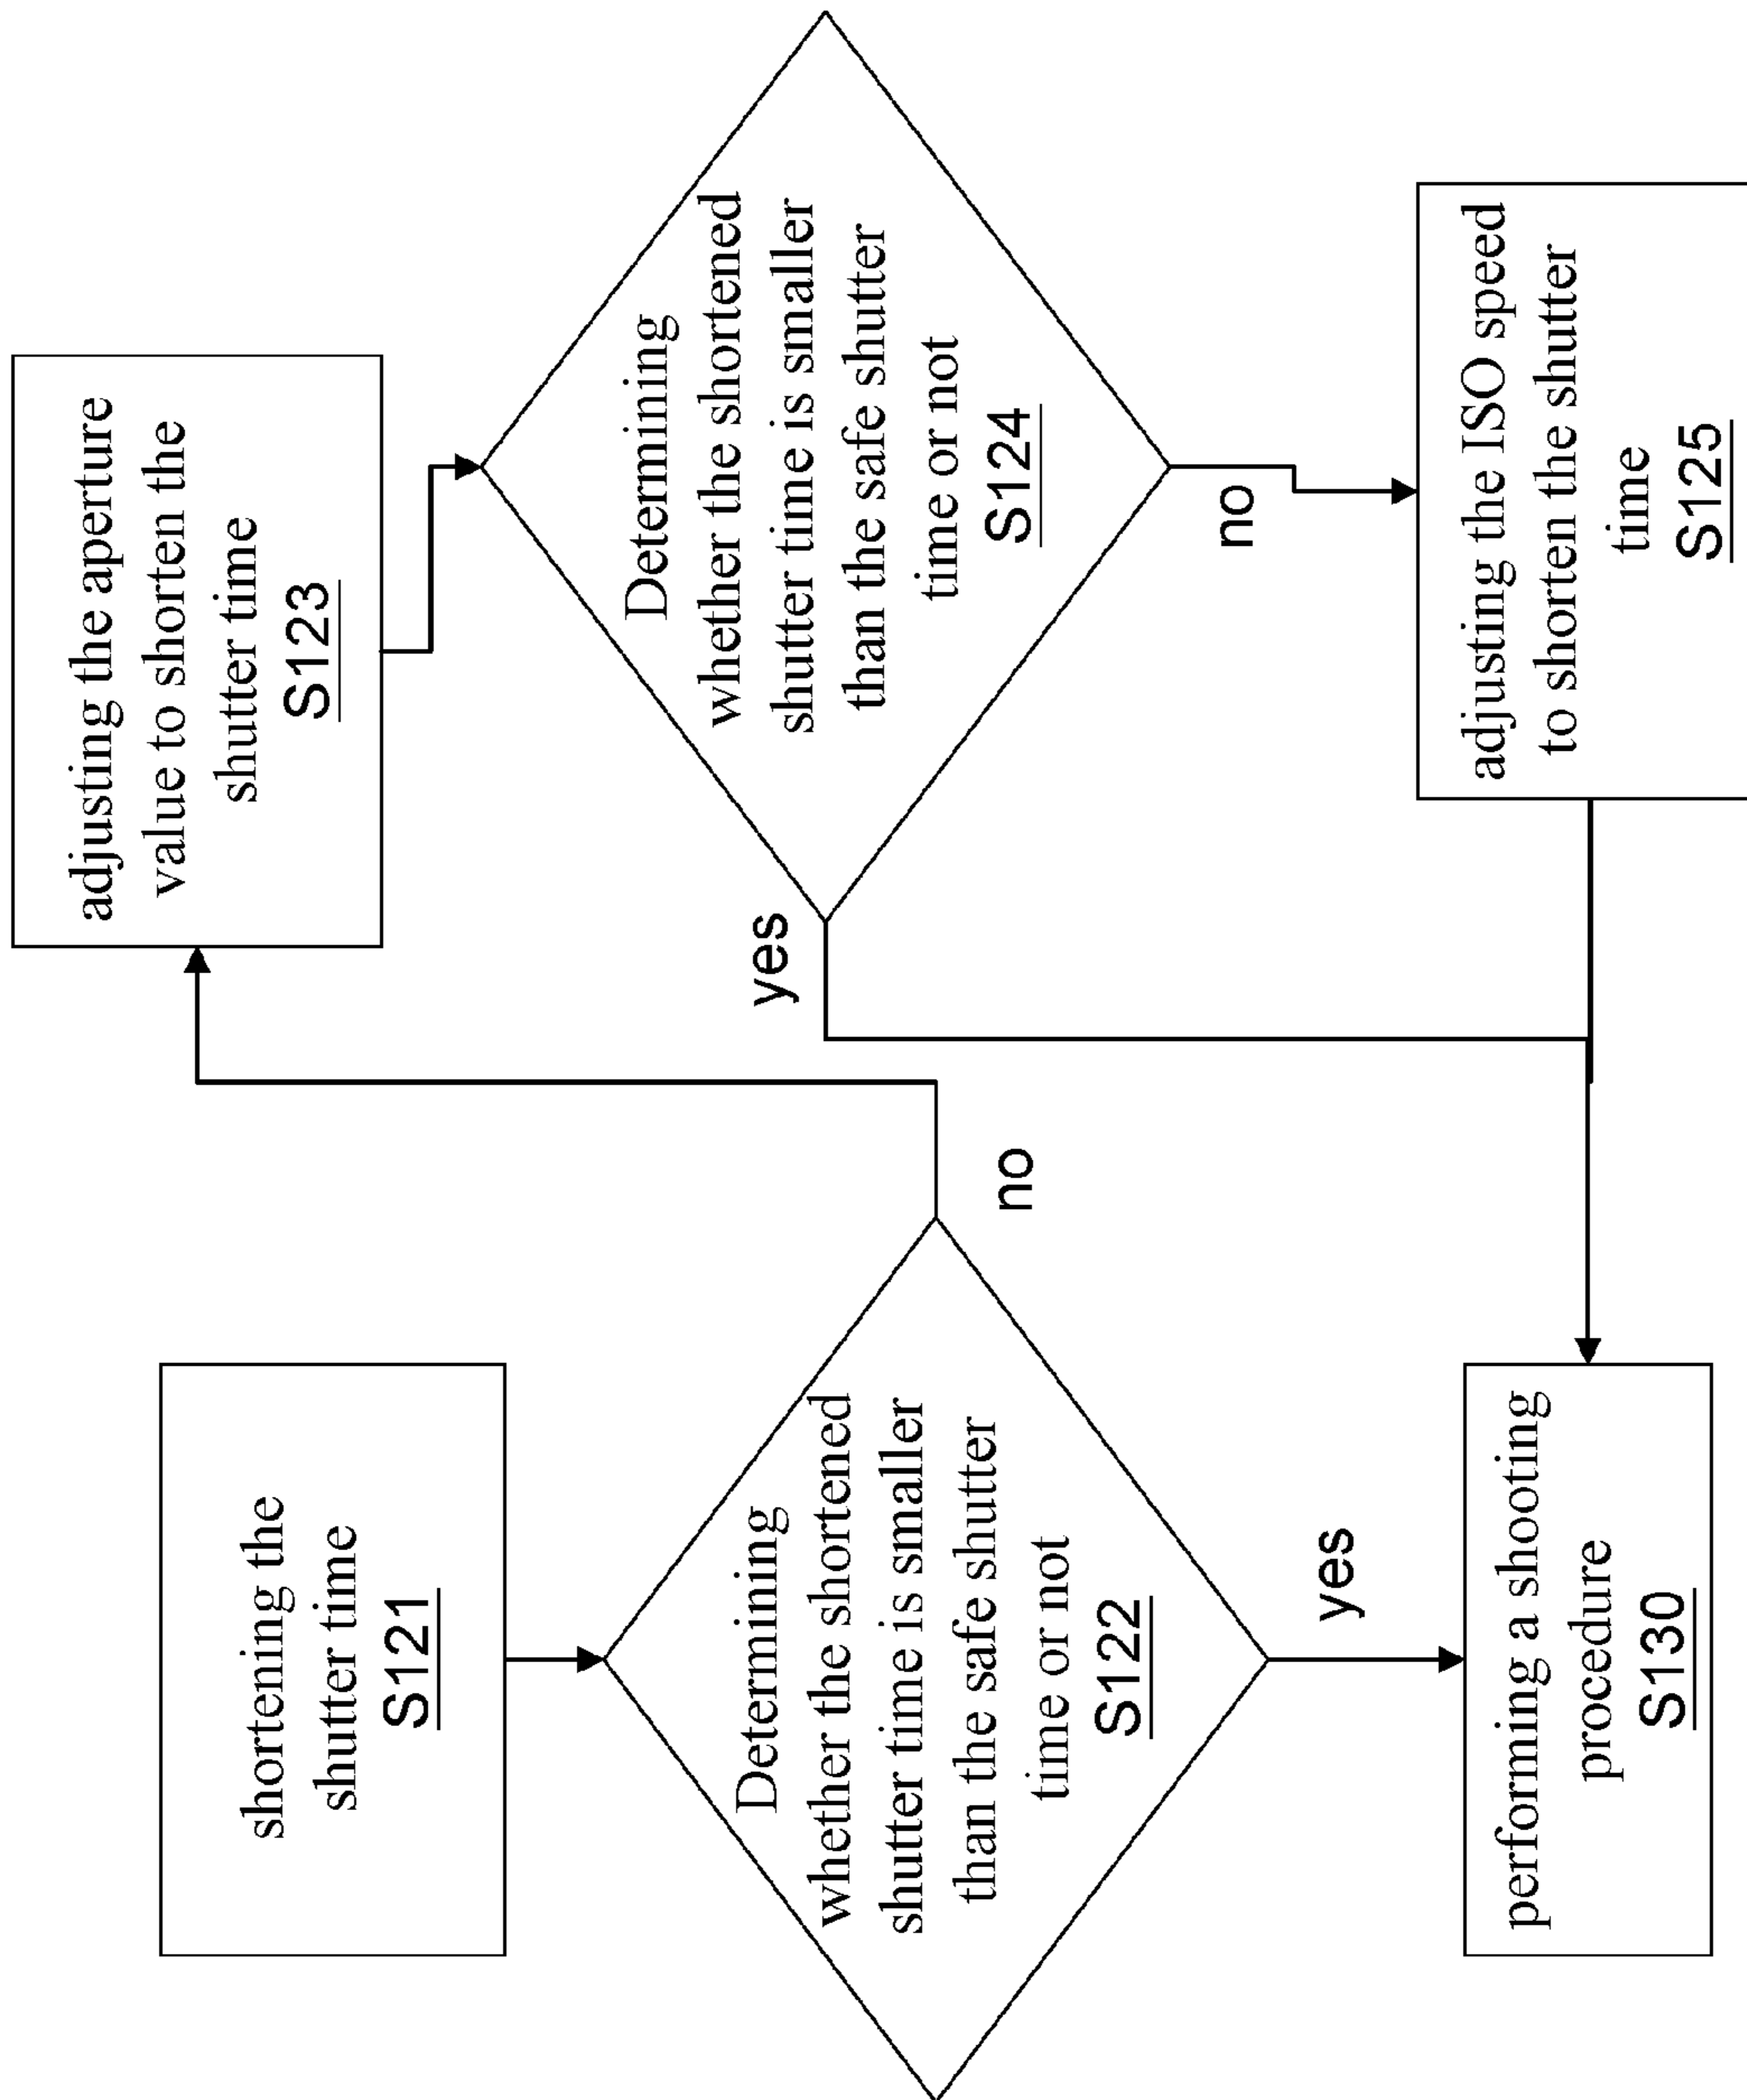 shortening the
shutter time
S121
Determining
whether the shortened
shutter time is smaller
than the safe shutter
time or not
S122
no
yes
performing a shooting
procedure
S130
adjusting the aperture
value to shorten the
shutter time
S123
Determining
whether the shortened
shutter time is smaller
than the safe shutter
time or not
S124
yes
no
adjusting the ISO speed
to shorten the shutter
time
S125